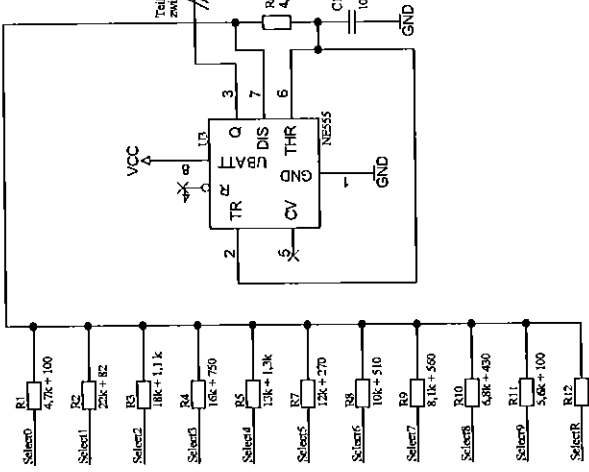 GND
VCC
8
U3
3
7
6
Q
DIS
THR
UBATT
GND
R
TR
CV
NE555
1
GND
2
5
R1
4,7k + 100
Select0
R2
22k + 82
Select1
R3
18k + 1,1 k
Select2
R4
16k + 750
Select3
R5
13k + 1,3k
Select4
R7
12k + 270
Select5
R8
10k + 510
Select6
R9
8,1k + 560
Select7
R10
6,8k + 430
Select8
R11
5,6k + 100
Select9
R12
SelectR